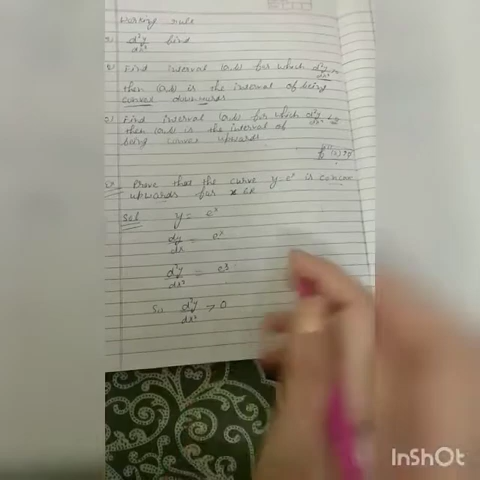 Working rule
1) d²y/dx² find
2) Find interval (a,b) for which d²y/dx² >0
then (a,b) is the interval of being
convex downwards
3) Find interval (a,b) for which d²y/dx² <0
then (a,b) is the interval of
being convex upwards
Prove that the curve y=eˣ is concave
upwards for x ∈R
Sol y = eˣ
dy/dx = eˣ
d²y/dx² = eˣ
So d²y/dx² > 0
InShOt